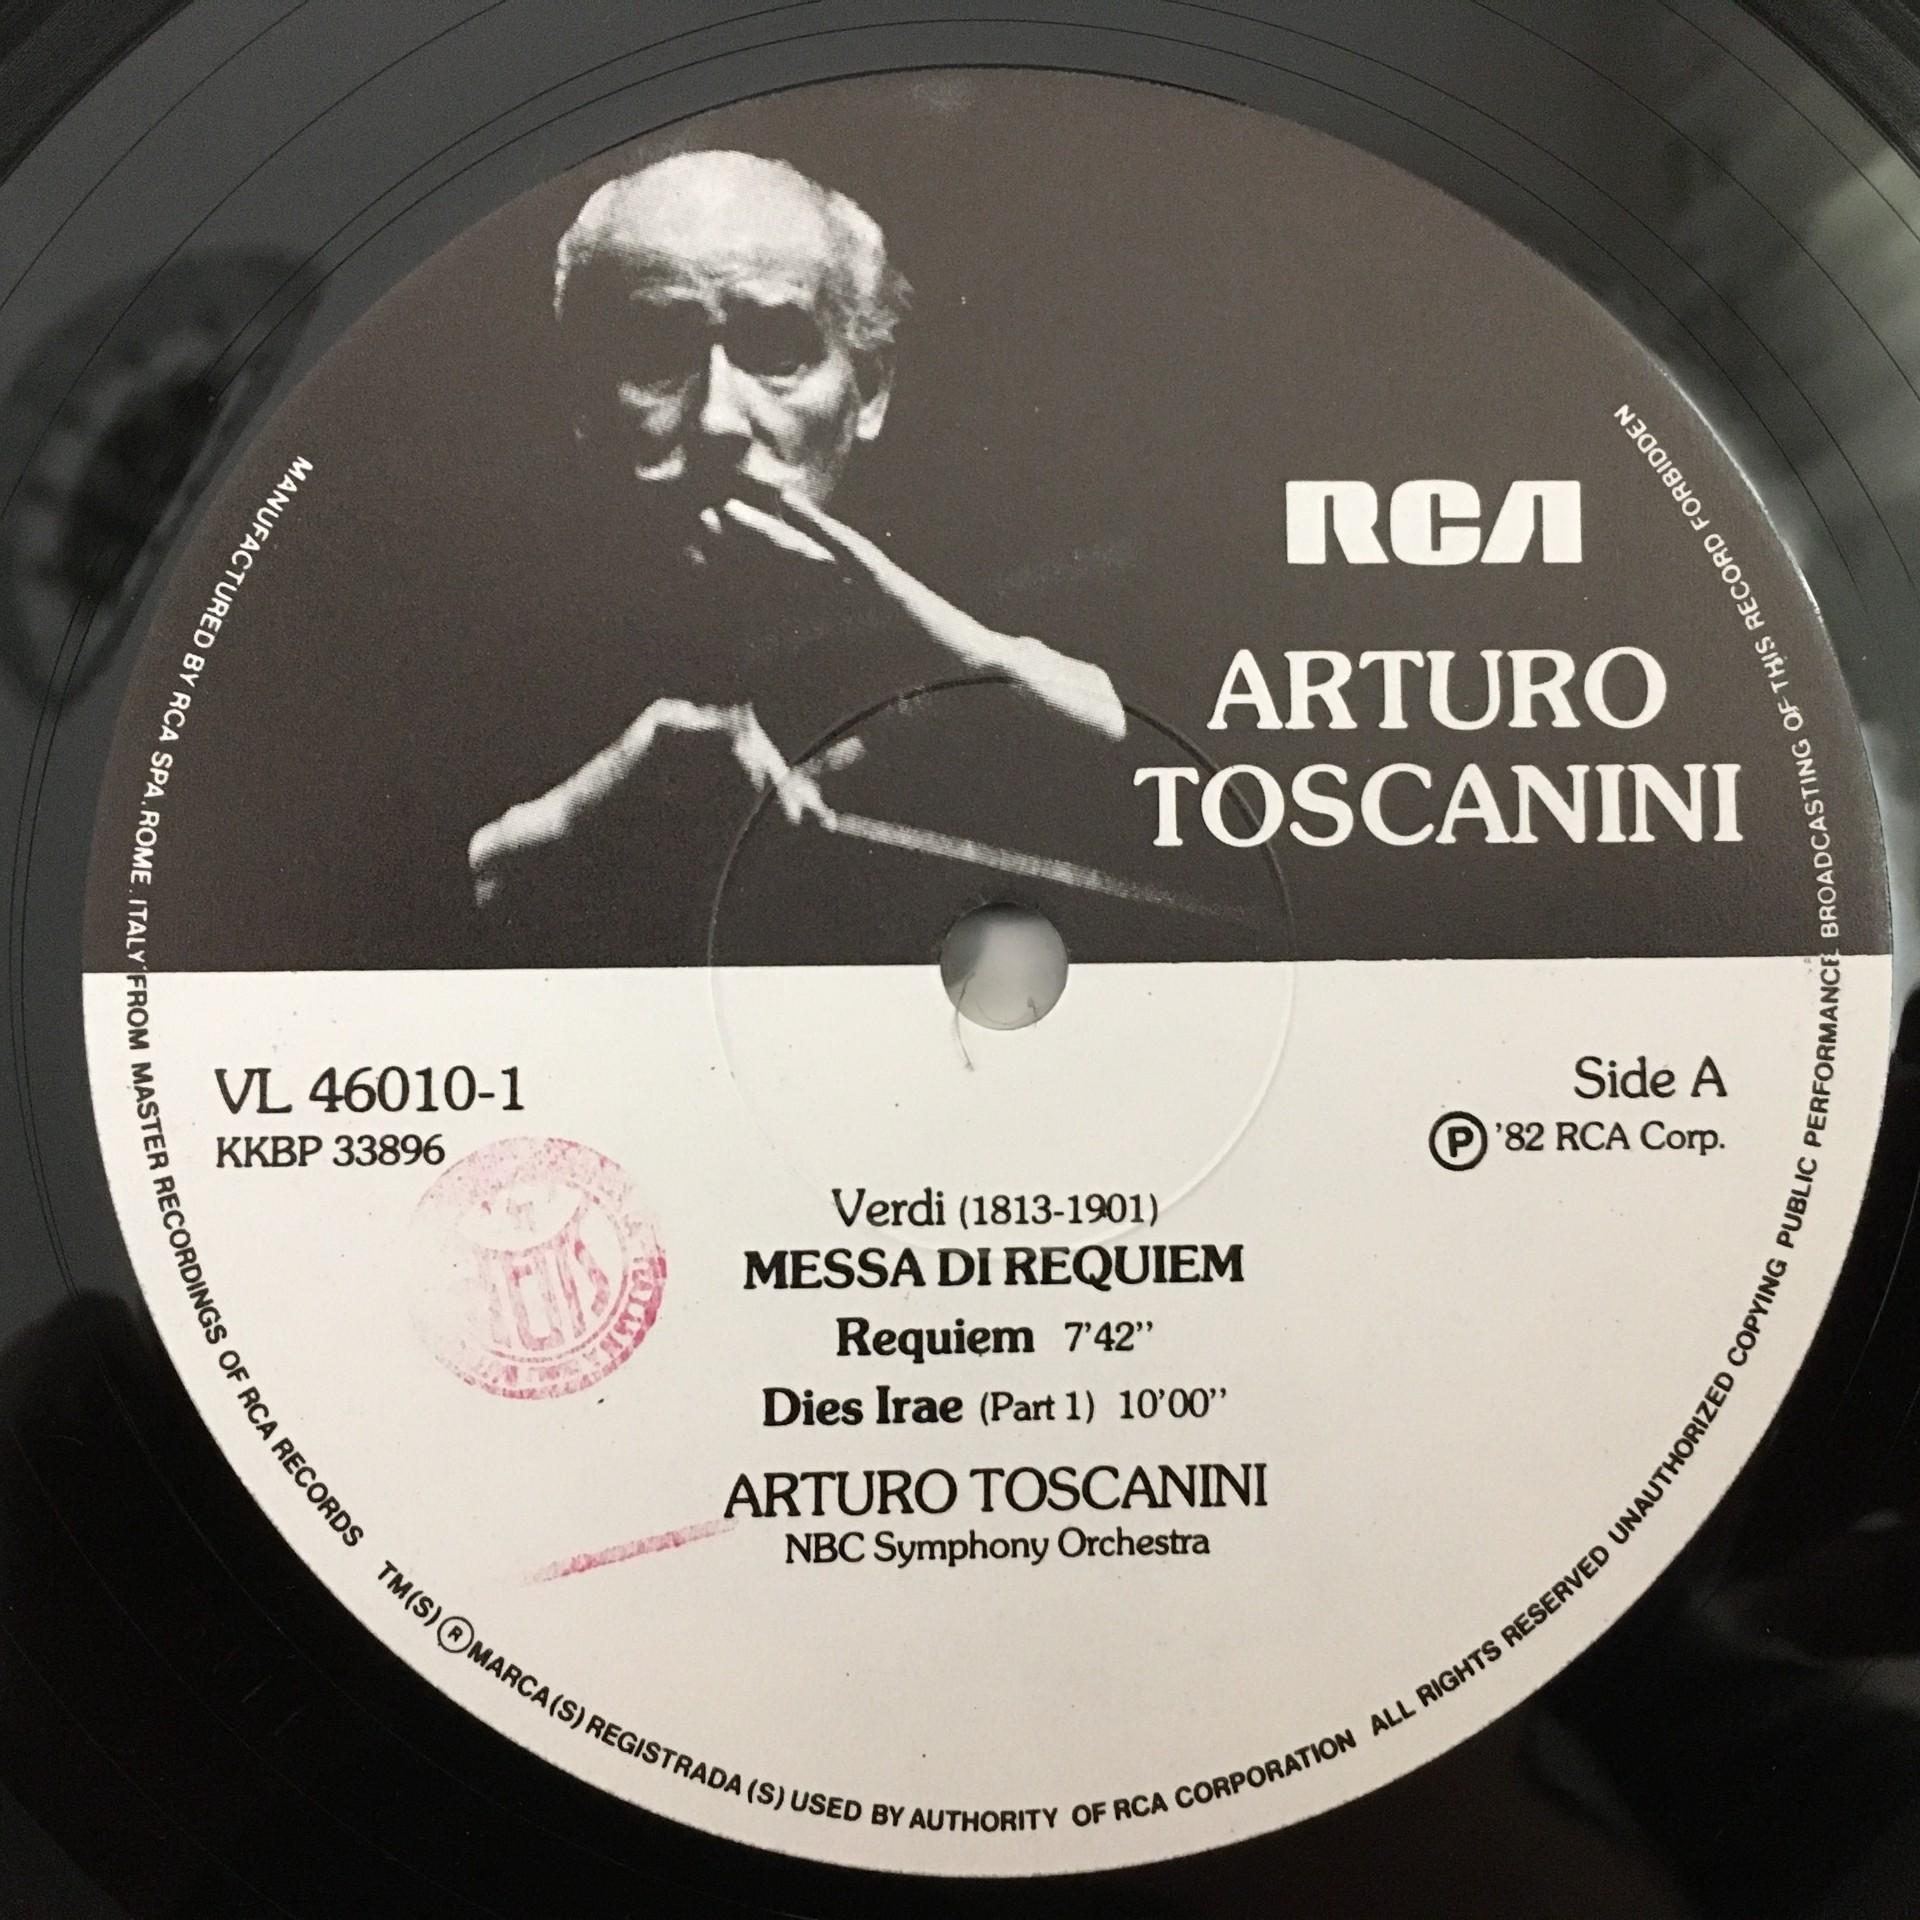 RCA
ARTURO
TOSCANINI
VL 46010-1
KKBP 33896
Side A
Ⓟ '82 RCA Corp.
Verdi (1813-1901)
MESSA DI REQUIEM
Requiem 7'42''
Dies Irae (Part 1) 10'00''
ARTURO TOSCANINI
NBC Symphony Orchestra
MANUFACTURED BY RCA SPA. ROME. ITALY FROM MASTER RECORDINGS OF RCA RECORDS TM(S) ® MARCA(S) REGISTRADA(S) USED BY AUTHORITY OF RCA CORPORATION ALL RIGHTS RESERVED UNAUTHORIZED COPYING PUBLIC PERFORMANCE BROADCASTING OF THIS RECORD FORBIDDEN